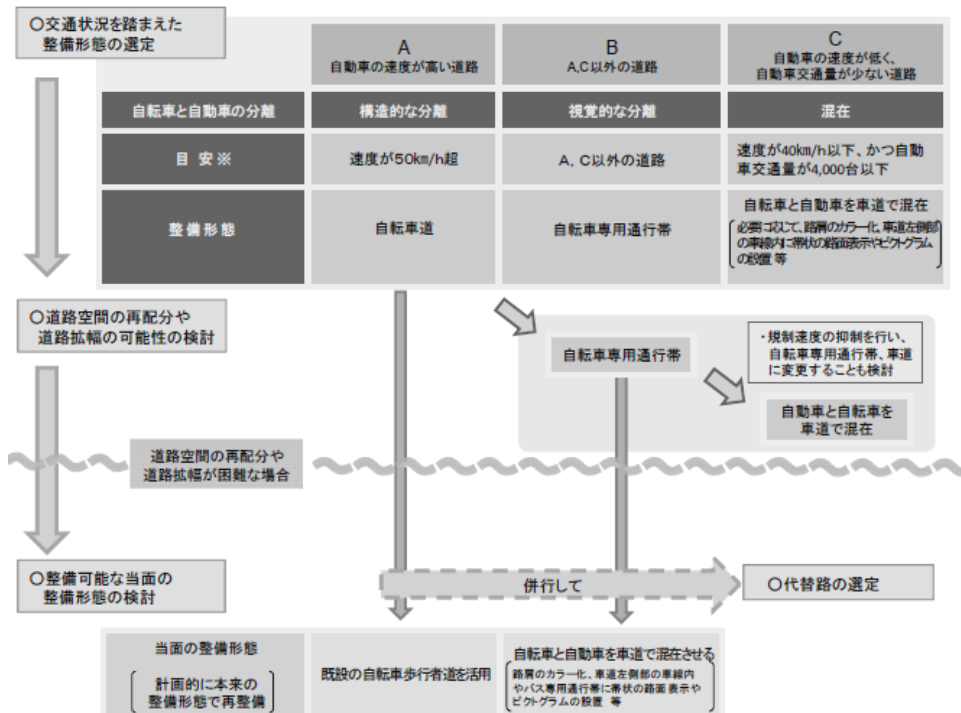 ○交通状況を踏まえた
整備形態の選定
A
自動車の速度が高い道路
B
A,C以外の道路
C
自動車の速度が低く、
自動車交通量が少ない道路
自転車と自動車の分離
構造的な分離
視覚的な分離
混在
目 安※
速度が50km/h超
A, C以外の道路
速度が40km/h以下、かつ自動
車交通量が4,000台以下
整備形態
自転車道
自転車専用通行帯
自転車と自動車を車道で混在
必要に応じて、路肩のカラー化、車道左側部
の車線内に帯状の路面表示やピクトグラム
の設置 等
○道路空間の再配分や
道路拡幅の可能性の検討
自転車専用通行帯
・規制速度の抑制を行い、
自転車専用通行帯、車道
に変更することも検討
自動車と自転車を
車道で混在
道路空間の再配分や
道路拡幅が困難な場合
○整備可能な当面の
整備形態の検討
併行して
○代替路の選定
当面の整備形態
計画的に本来の
整備形態で再整備
既設の自転車歩行者道を活用
自転車と自動車を車道で混在させる
路肩のカラー化、車道左側部の車線内
やバス専用通行帯に帯状の路面表示や
ピクトグラムの設置 等